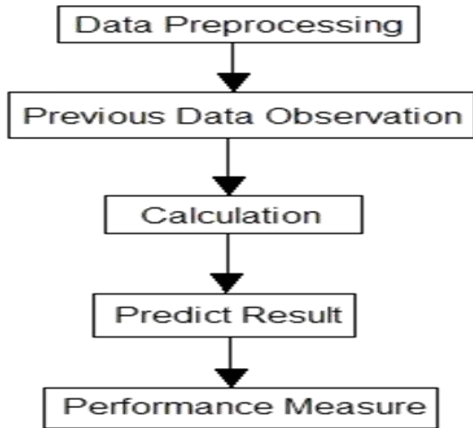 Data Preprocessing
Previous Data Observation
Calculation
Predict Result
Performance Measure